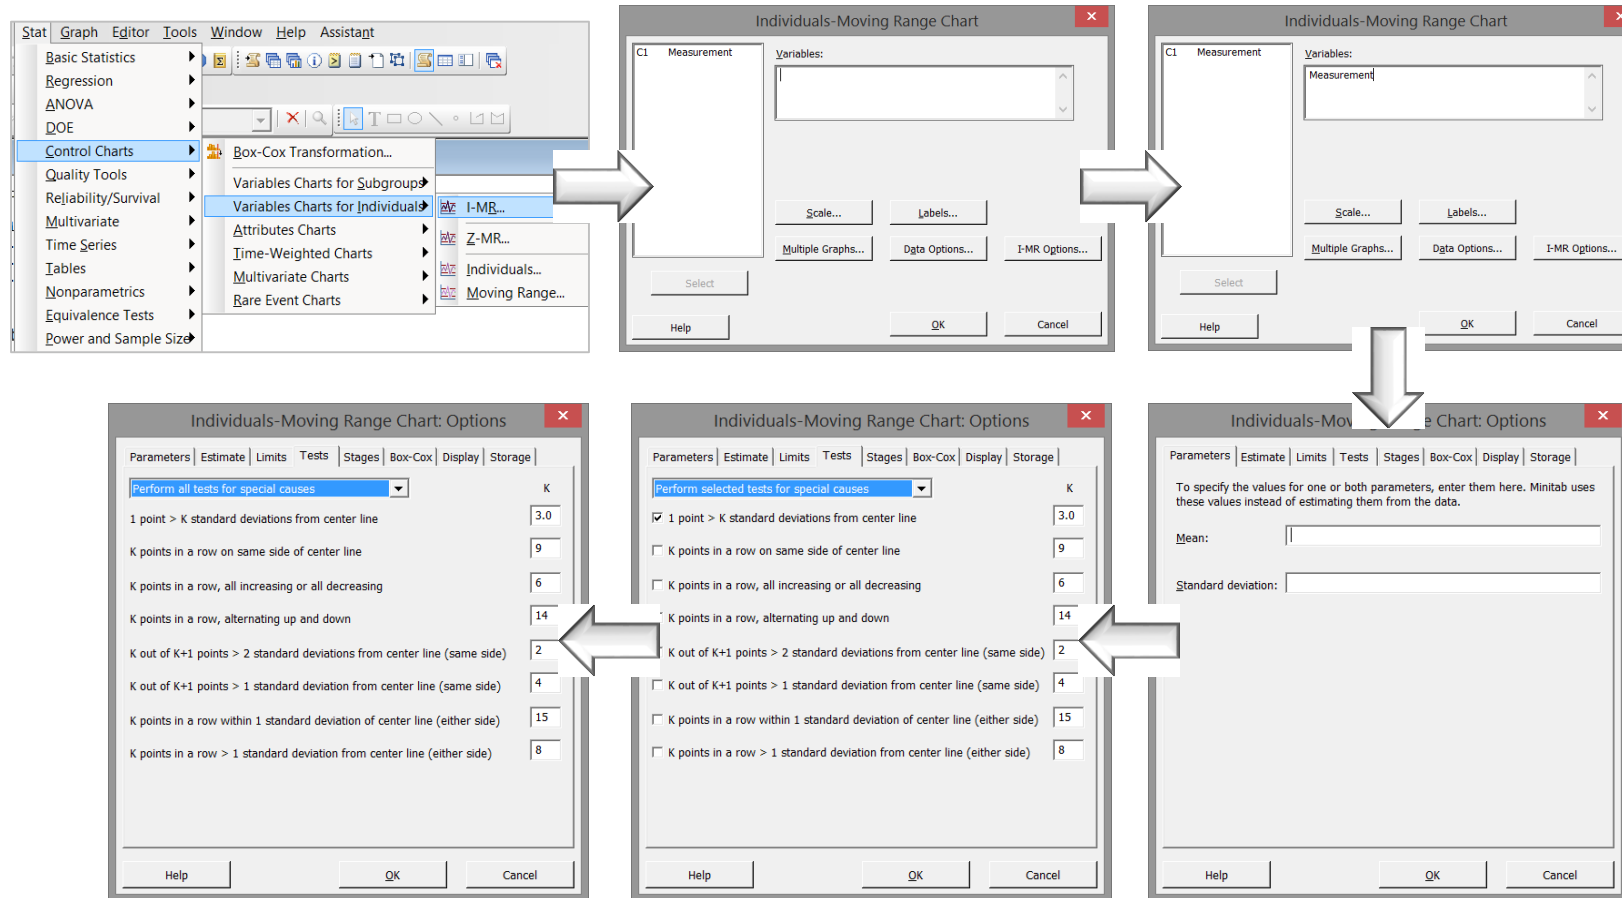 Stat Graph Editor Tools Window Help Assistant
Basic Statistics
Regression
ANOVA
DOE
Control Charts
Quality Tools
Reliability/Survival
Multivariate
Time Series
Tables
Nonparametrics
Equivalence Tests
Power and Sample Size
Box-Cox Transformation...
Variables Charts for Subgroups
Variables Charts for Individuals
Attributes Charts
Time-Weighted Charts
Multivariate Charts
Rare Event Charts
I-MR...
Z-MR...
Individuals...
Moving Range...
Individuals-Moving Range Chart
C1 Measurement
Variables:
Scale... Labels...
Multiple Graphs... Data Options... I-MR Options...
Select
Help OK Cancel
Individuals-Moving Range Chart
C1 Measurement
Variables:
Measurement
Scale... Labels...
Multiple Graphs... Data Options... I-MR Options...
Select
Help OK Cancel
Individuals-Moving Range Chart: Options
Parameters Estimate Limits Tests Stages Box-Cox Display Storage
Perform all tests for special causes K
1 point > K standard deviations from center line 3.0
K points in a row on same side of center line 9
K points in a row, all increasing or all decreasing 6
K points in a row, alternating up and down 14
K out of K+1 points > 2 standard deviations from center line (same side) 2
K out of K+1 points > 1 standard deviation from center line (same side) 4
K points in a row within 1 standard deviation of center line (either side) 15
K points in a row > 1 standard deviation from center line (either side) 8
Help OK Cancel
Individuals-Moving Range Chart: Options
Parameters Estimate Limits Tests Stages Box-Cox Display Storage
Perform selected tests for special causes K
1 point > K standard deviations from center line 3.0
K points in a row on same side of center line 9
K points in a row, all increasing or all decreasing 6
K points in a row, alternating up and down 14
K out of K+1 points > 2 standard deviations from center line (same side) 2
K out of K+1 points > 1 standard deviation from center line (same side) 4
K points in a row within 1 standard deviation of center line (either side) 15
K points in a row > 1 standard deviation from center line (either side) 8
Help OK Cancel
Individuals-Mov e Chart: Options
Parameters Estimate Limits Tests Stages Box-Cox Display Storage
To specify the values for one or both parameters, enter them here. Minitab uses
these values instead of estimating them from the data.
Mean:
Standard deviation:
Help OK Cancel